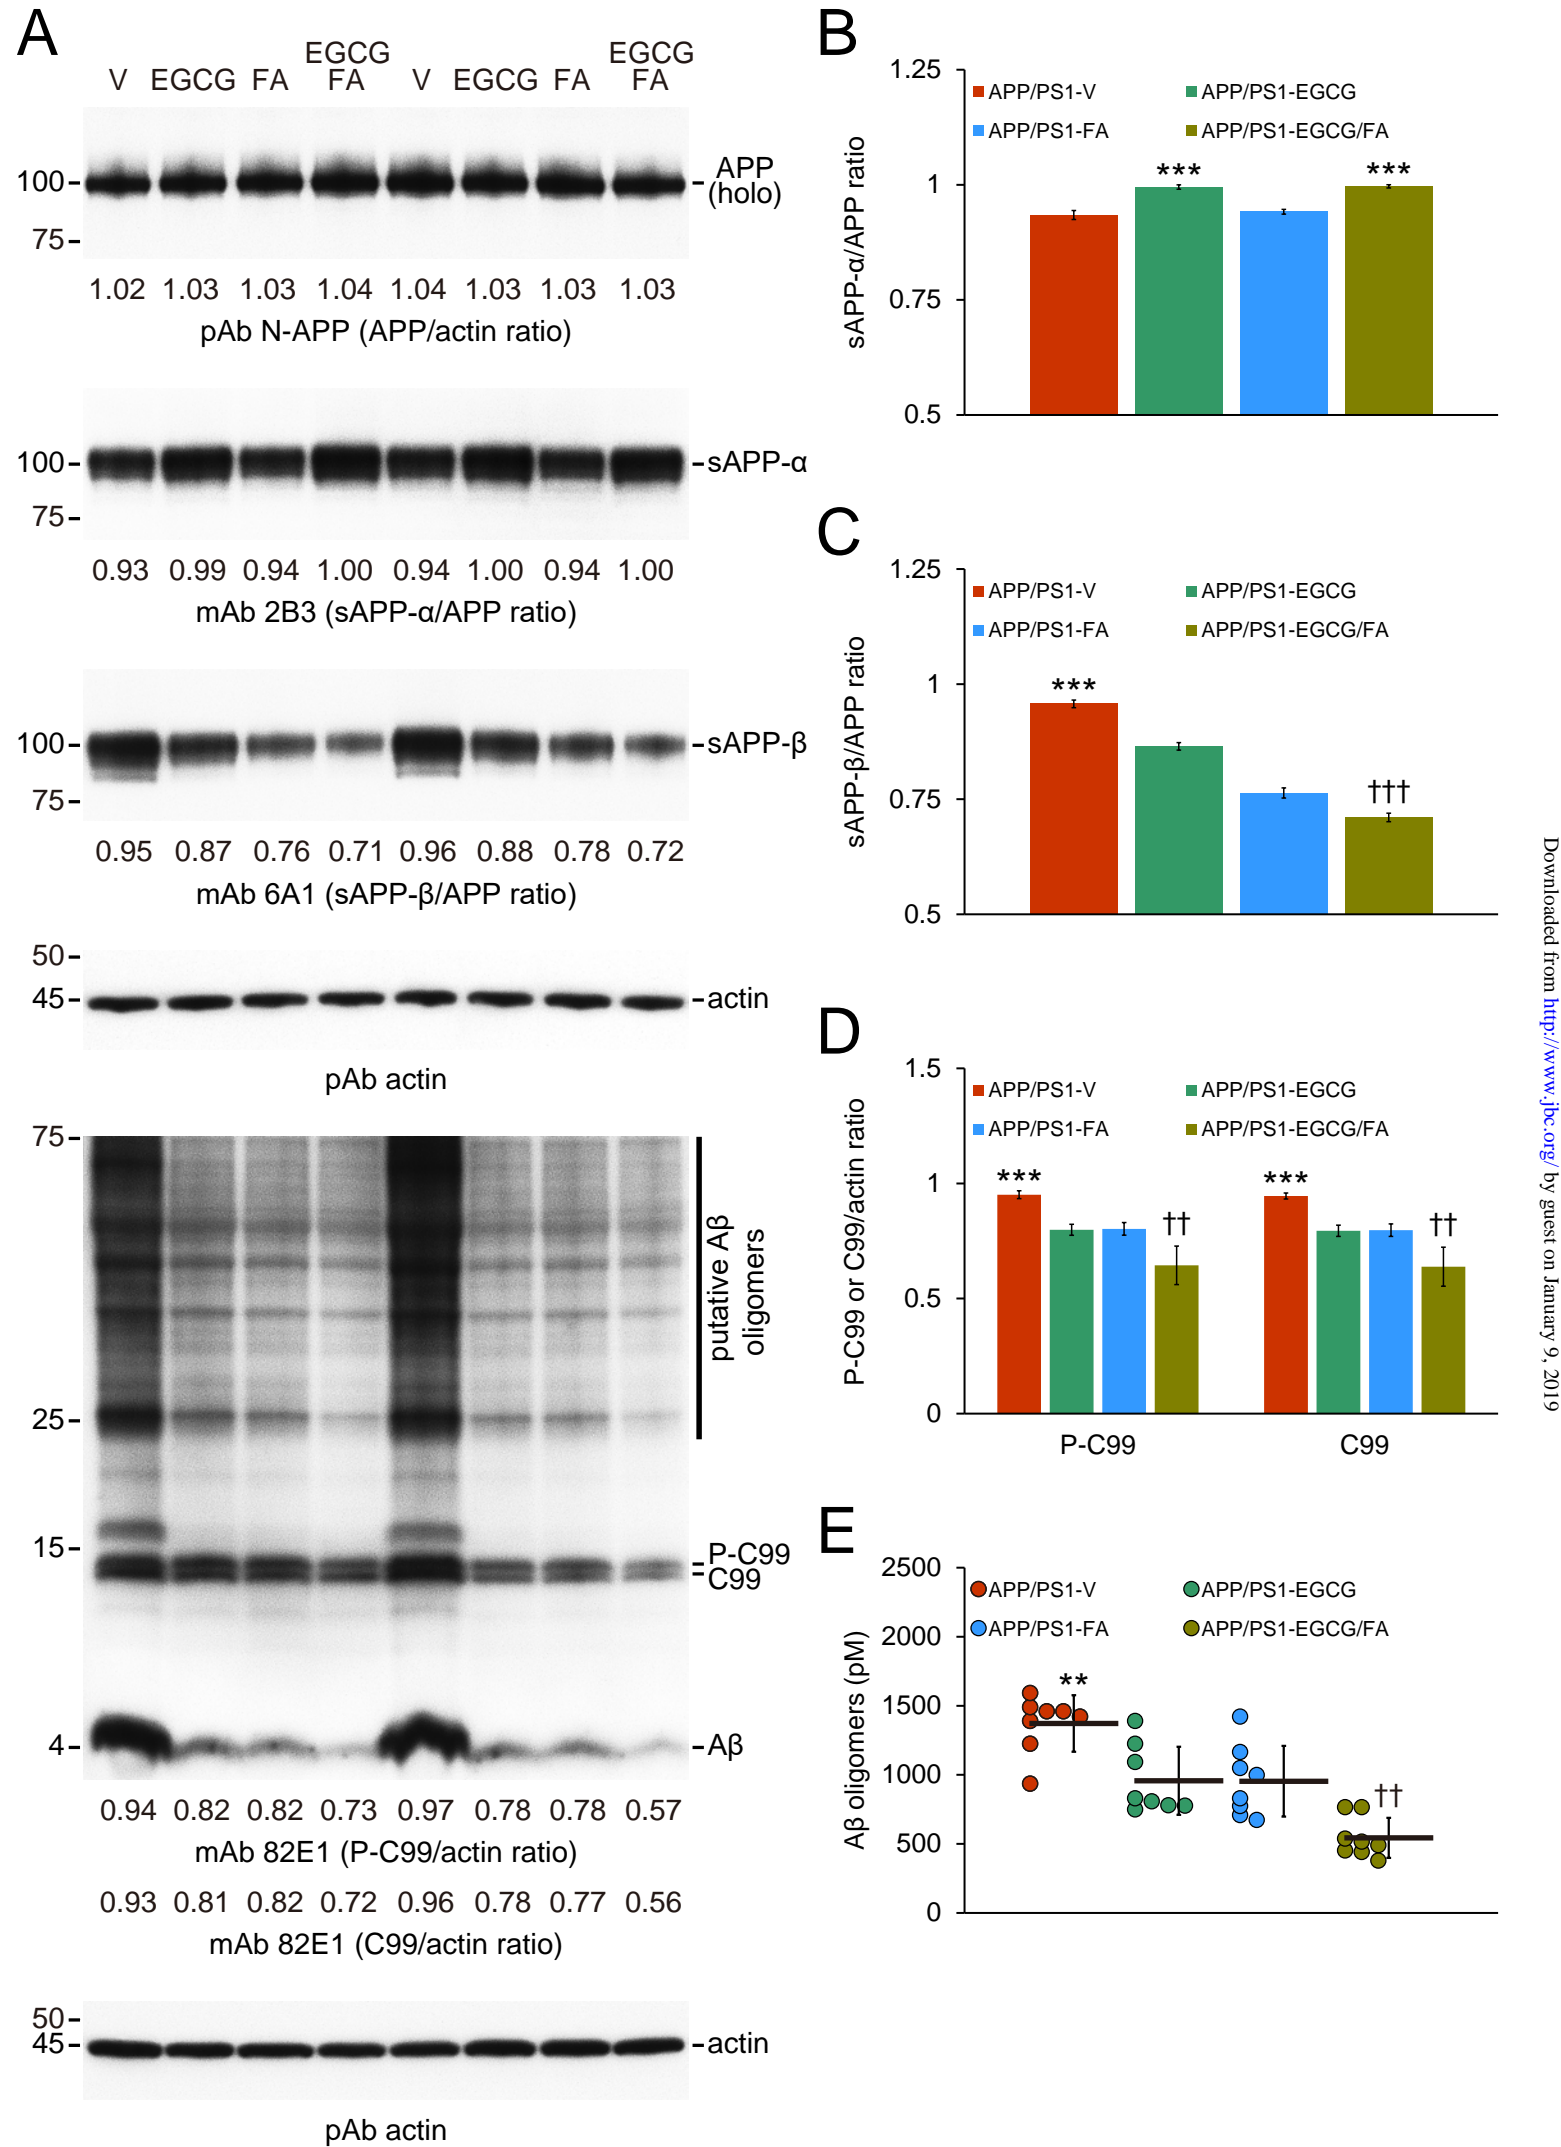 A
EGCG EGCG
V EGCG FA FA V EGCG FA FA
100
75
APP
(holo)
1.02 1.03 1.03 1.04 1.04 1.03 1.03 1.03
pAb N-APP (APP/actin ratio)
100
75
sAPP-α
0.93 0.99 0.94 1.00 0.94 1.00 0.94 1.00
mAb 2B3 (sAPP-α/APP ratio)
100
75
sAPP-β
0.95 0.87 0.76 0.71 0.96 0.88 0.78 0.72
mAb 6A1 (sAPP-β/APP ratio)
50
45
actin
pAb actin
75
25
15
4
putative Aβ
oligomers
P-C99
C99
Aβ
0.94 0.82 0.82 0.73 0.97 0.78 0.78 0.57
mAb 82E1 (P-C99/actin ratio)
0.93 0.81 0.82 0.72 0.96 0.78 0.77 0.56
mAb 82E1 (C99/actin ratio)
50
45
actin
pAb actin
B
sAPP-α/APP ratio
1.25
1
0.75
0.5
APP/PS1-V APP/PS1-EGCG
APP/PS1-FA APP/PS1-EGCG/FA
*** ***
C
sAPP-β/APP ratio
1.25
1
0.75
0.5
APP/PS1-V APP/PS1-EGCG
APP/PS1-FA APP/PS1-EGCG/FA
*** †††
D
P-C99 or C99/actin ratio
1.5
1
0.5
0
APP/PS1-V APP/PS1-EGCG
APP/PS1-FA APP/PS1-EGCG/FA
*** †† *** ††
P-C99 C99
E
Aβ oligomers (pM)
2500
2000
1500
1000
500
0
APP/PS1-V APP/PS1-EGCG
APP/PS1-FA APP/PS1-EGCG/FA
** ††
Downloaded from http://www.jbc.org/ by guest on January 9, 2019